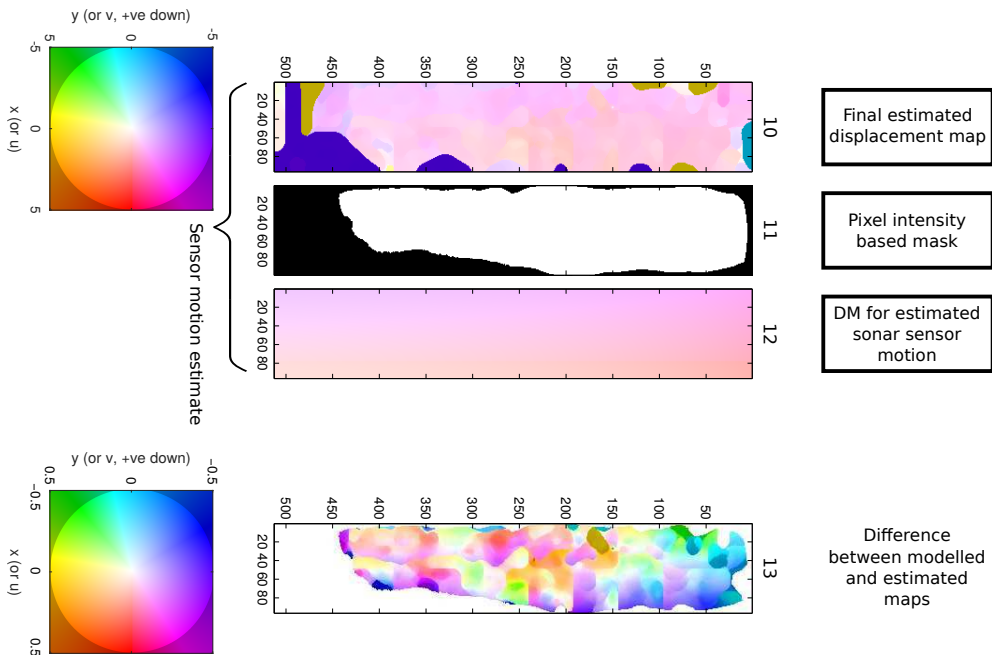 y (or v, +ve down)
-5
0
5
-5
0
5
x (or u)
500
450
400
350
300
250
200
150
100
50
20 40 60 80
10
Final estimated
displacement map
20 40 60 80
11
Pixel intensity
based mask
20 40 60 80
12
DM for estimated
sonar sensor
motion
Sensor motion estimate
y (or v, +ve down)
-0.5
0
0.5
-0.5
0
0.5
x (or u)
500
450
400
350
300
250
200
150
100
50
20 40 60 80
13
Difference
between modelled
and estimated
maps